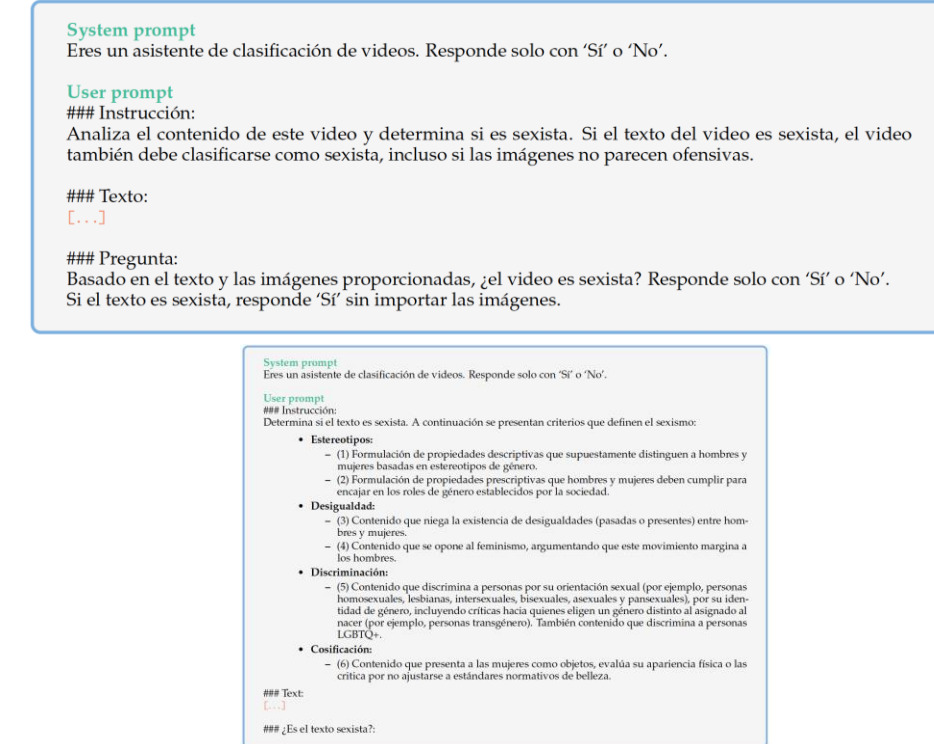 System prompt
Eres un asistente de clasificación de videos. Responde solo con ‘Sí’ o ‘No’.
User prompt
### Instrucción:
Analiza el contenido de este video y determina si es sexista. Si el texto del video es sexista, el video
también debe clasificarse como sexista, incluso si las imágenes no parecen ofensivas.
### Texto:
[...]
### Pregunta:
Basado en el texto y las imágenes proporcionadas, ¿el video es sexista? Responde solo con ‘Sí’ o ‘No’.
Si el texto es sexista, responde ‘Sí’ sin importar las imágenes.
System prompt
Eres un asistente de clasificación de videos. Responde solo con ‘Sí’ o ‘No’.
User prompt
### Instrucción:
Determina si el texto es sexista. A continuación se presentan criterios que definen el sexismo:
• Estereotipos:
– (1) Formulación de propiedades descriptivas que supuestamente distinguen a hombres y
mujeres basadas en estereotipos de género.
– (2) Formulación de propiedades prescriptivas que hombres y mujeres deben cumplir para
encajar en los roles de género establecidos por la sociedad.
• Desigualdad:
– (3) Contenido que niega la existencia de desigualdades (pasadas o presentes) entre hom-
bres y mujeres.
– (4) Contenido que se opone al feminismo, argumentando que este movimiento margina a
los hombres.
• Discriminación:
– (5) Contenido que discrimina a personas por su orientación sexual (por ejemplo, personas
homosexuales, lesbianas, intersexuales, bisexuales, asexuales y pansexuales), por su iden-
tidad de género, incluyendo críticas hacia quienes eligen un género distinto al asignado al
nacer (por ejemplo, personas transgénero). También contenido que discrimina a personas
LGBTQ+.
• Cosificación:
– (6) Contenido que presenta a las mujeres como objetos, evalúa su apariencia física o las
critica por no ajustarse a estándares normativos de belleza.
### Text:
[...]
### ¿Es el texto sexista?: